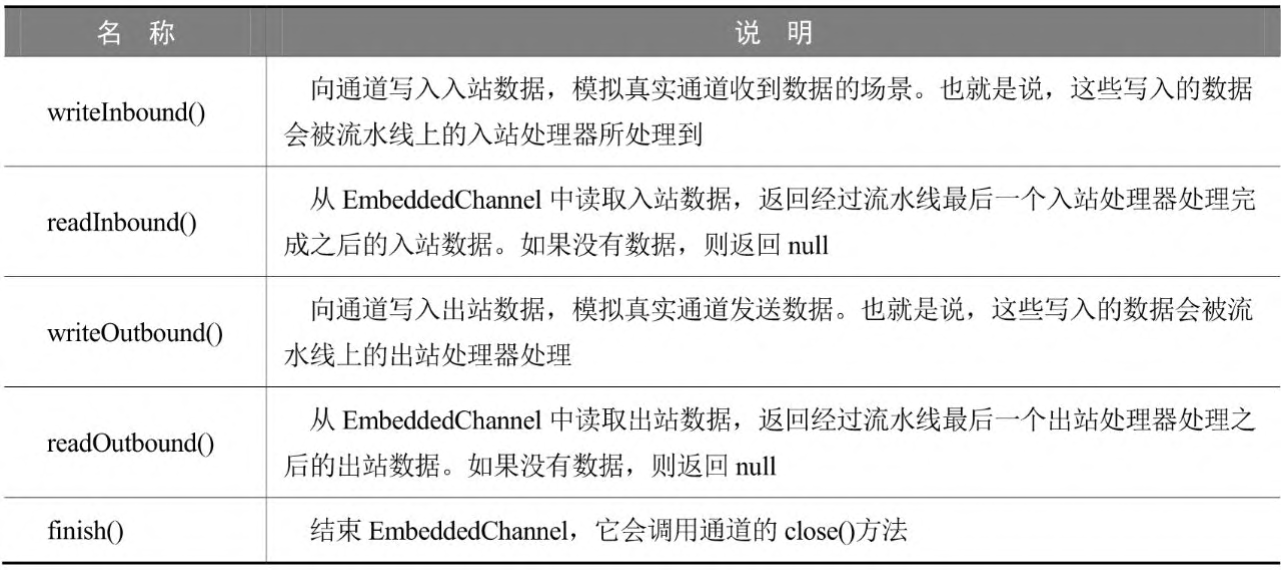 名 称 说 明
writeInbound() 向通道写入入站数据，模拟真实通道收到数据的场景。也就是说，这些写入的数据
会被流水线上的入站处理器所处理到
readInbound() 从 EmbeddedChannel 中读取入站数据，返回经过流水线最后一个入站处理器处理完
成之后的入站数据。如果没有数据，则返回 null
writeOutbound() 向通道写入出站数据，模拟真实通道发送数据。也就是说，这些写入的数据会被流
水线上的出站处理器处理
readOutbound() 从 EmbeddedChannel 中读取出站数据，返回经过流水线最后一个出站处理器处理之
后的出站数据。如果没有数据，则返回 null
finish() 结束 EmbeddedChannel，它会调用通道的 close()方法